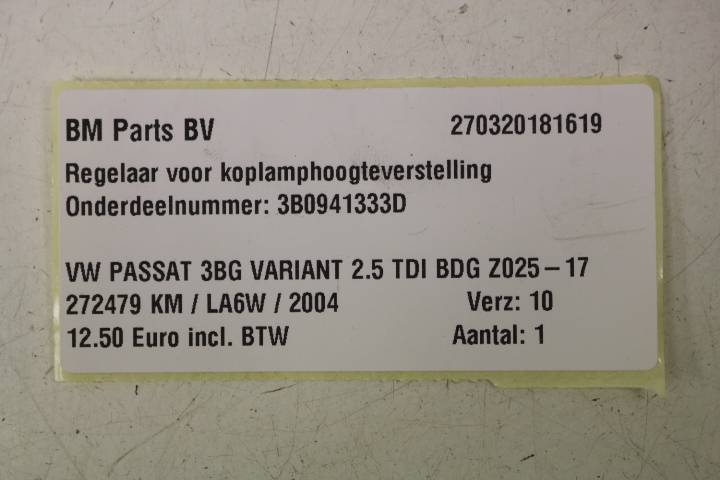 BM Parts BV 270320181619
Regelaar voor koplamphoogteverstelling
Onderdeelnummer: 3B0941333D
VW PASSAT 3BG VARIANT 2.5 TDI BDG Z025-17
272479 KM / LA6W / 2004 Verz: 10
12.50 Euro incl. BTW Aantal: 1